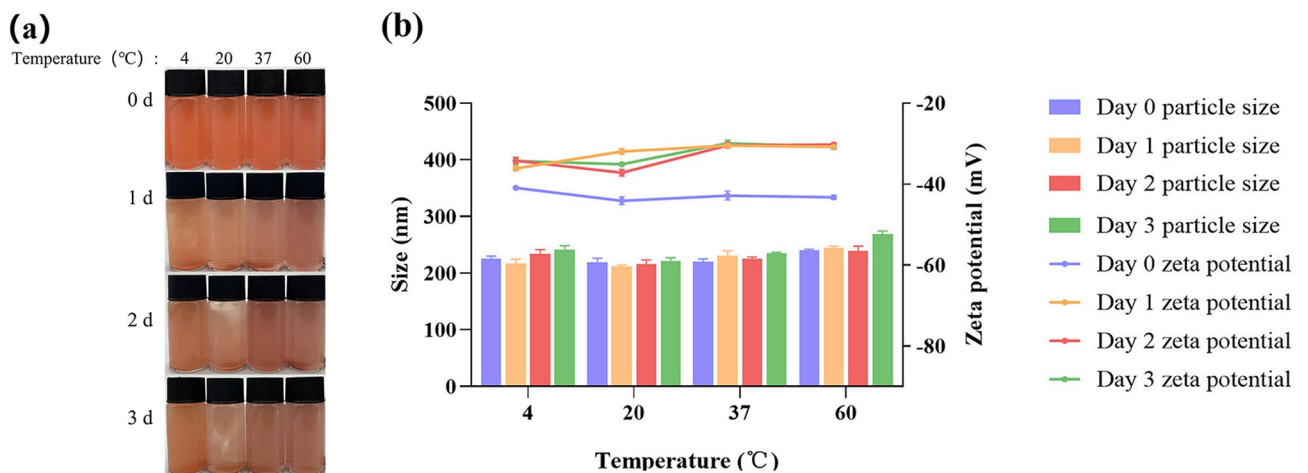 (a)
Temperature (℃) : 4 20 37 60
0 d
1 d
2 d
3 d
(b)
500
400
300
200
100
0
Size (nm)
4 20 37 60
Temperature (℃)
-20
-40
-60
-80
Zeta potential (mV)
Day 0 particle size
Day 1 particle size
Day 2 particle size
Day 3 particle size
Day 0 zeta potential
Day 1 zeta potential
Day 2 zeta potential
Day 3 zeta potential